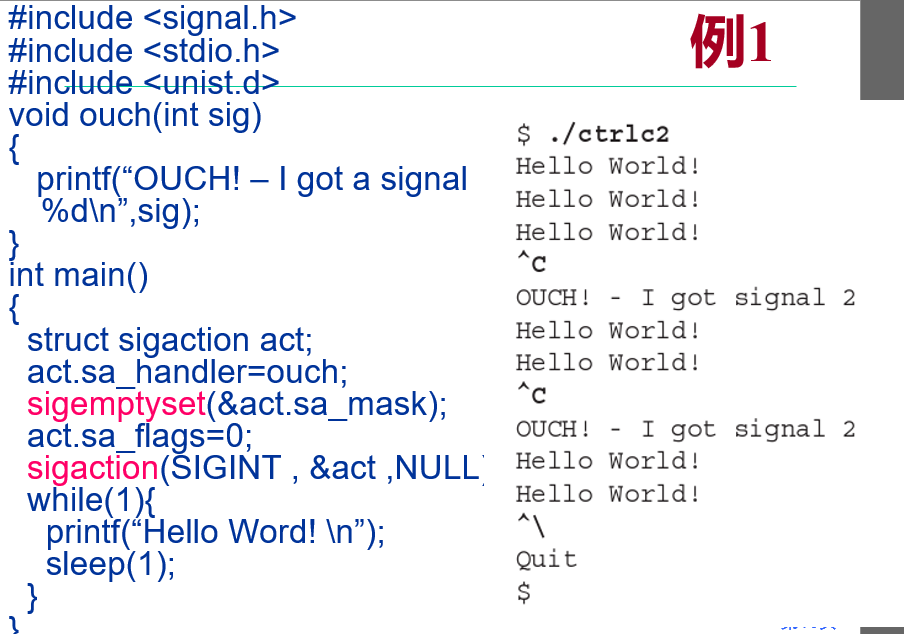 #include <signal.h>
#include <stdio.h>
#include <unist.d>
void ouch(int sig)
{
printf(“OUCH! – I got a signal
%d\n”,sig);
}
int main()
{
struct sigaction act;
act.sa_handler=ouch;
sigemptyset(&act.sa_mask);
act.sa_flags=0;
sigaction(SIGINT , &act ,NULL)
while(1){
printf(“Hello Word! \n”);
sleep(1);
}
}
例1
$ ./ctrlc2
Hello World!
Hello World!
Hello World!
^C
OUCH! - I got signal 2
Hello World!
Hello World!
^C
OUCH! - I got signal 2
Hello World!
Hello World!
^\
Quit
$